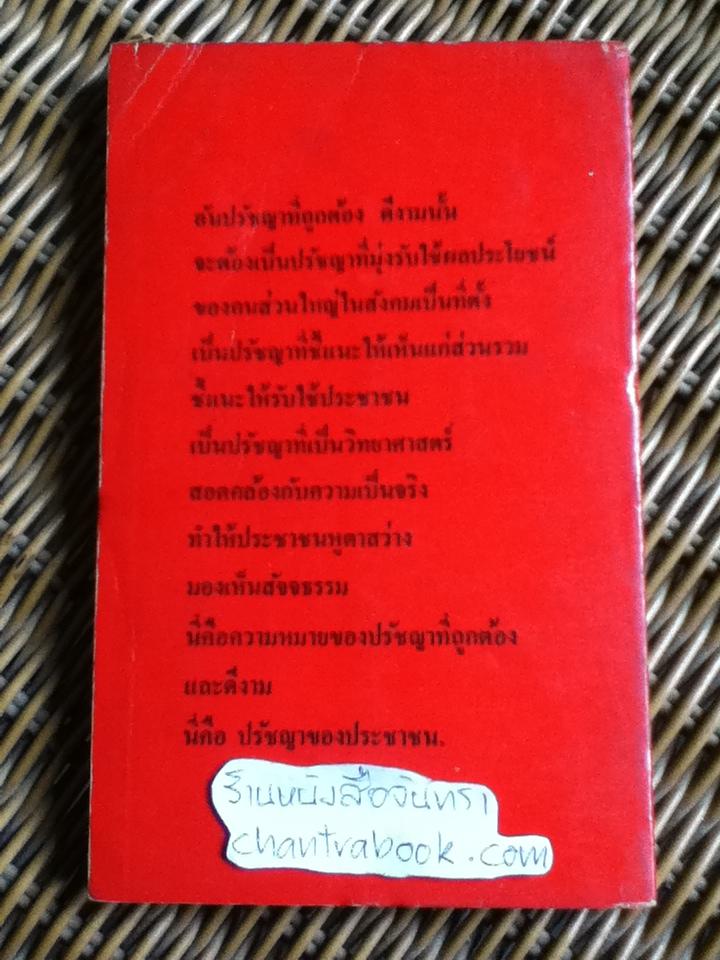 อันปรัชญาที่ถูกต้อง ดีงามนั้น
จะต้องเป็นปรัชญาที่มุ่งรับใช้ผลประโยชน์
ของคนส่วนใหญ่ในสังคมเป็นที่ตั้ง
เป็นปรัชญาที่ชี้แนะให้เห็นแก่ส่วนรวม
ชี้แนะให้รับใช้ประชาชน
เป็นปรัชญาที่เป็นวิทยาศาสตร์
สอดคล้องกับความเป็นจริง
ทำให้ประชาชนหูตาสว่าง
มองเห็นสัจจธรรม
นี่คือความหมายของปรัชญาที่ถูกต้อง
และดีงาม
นี่คือ ปรัชญาของประชาชน.
ร้านหนังสือจันทรา
chantrabook.com